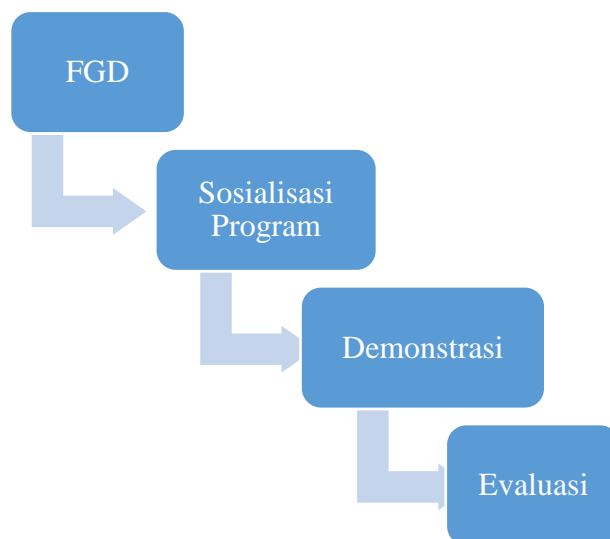 FGD
Sosialisasi
Program
Demonstrasi
Evaluasi